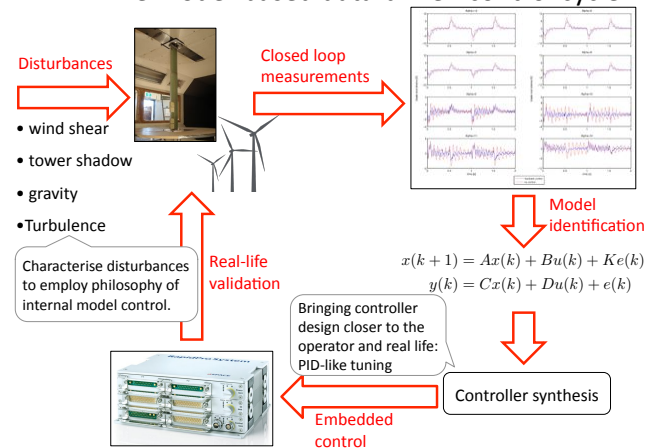 Disturbances
• wind shear
• tower shadow
• gravity
•Turbulence
Characterise disturbances
to employ philosophy of
internal model control.
Closed loop
measurements
Model
identification
x(k + 1) = Ax(k) + Bu(k) + Ke(k)
y(k) = Cx(k) + Du(k) + e(k)
Real-life
validation
Bringing controller
design closer to the
operator and real life:
PID-like tuning
Controller synthesis
Embedded
control